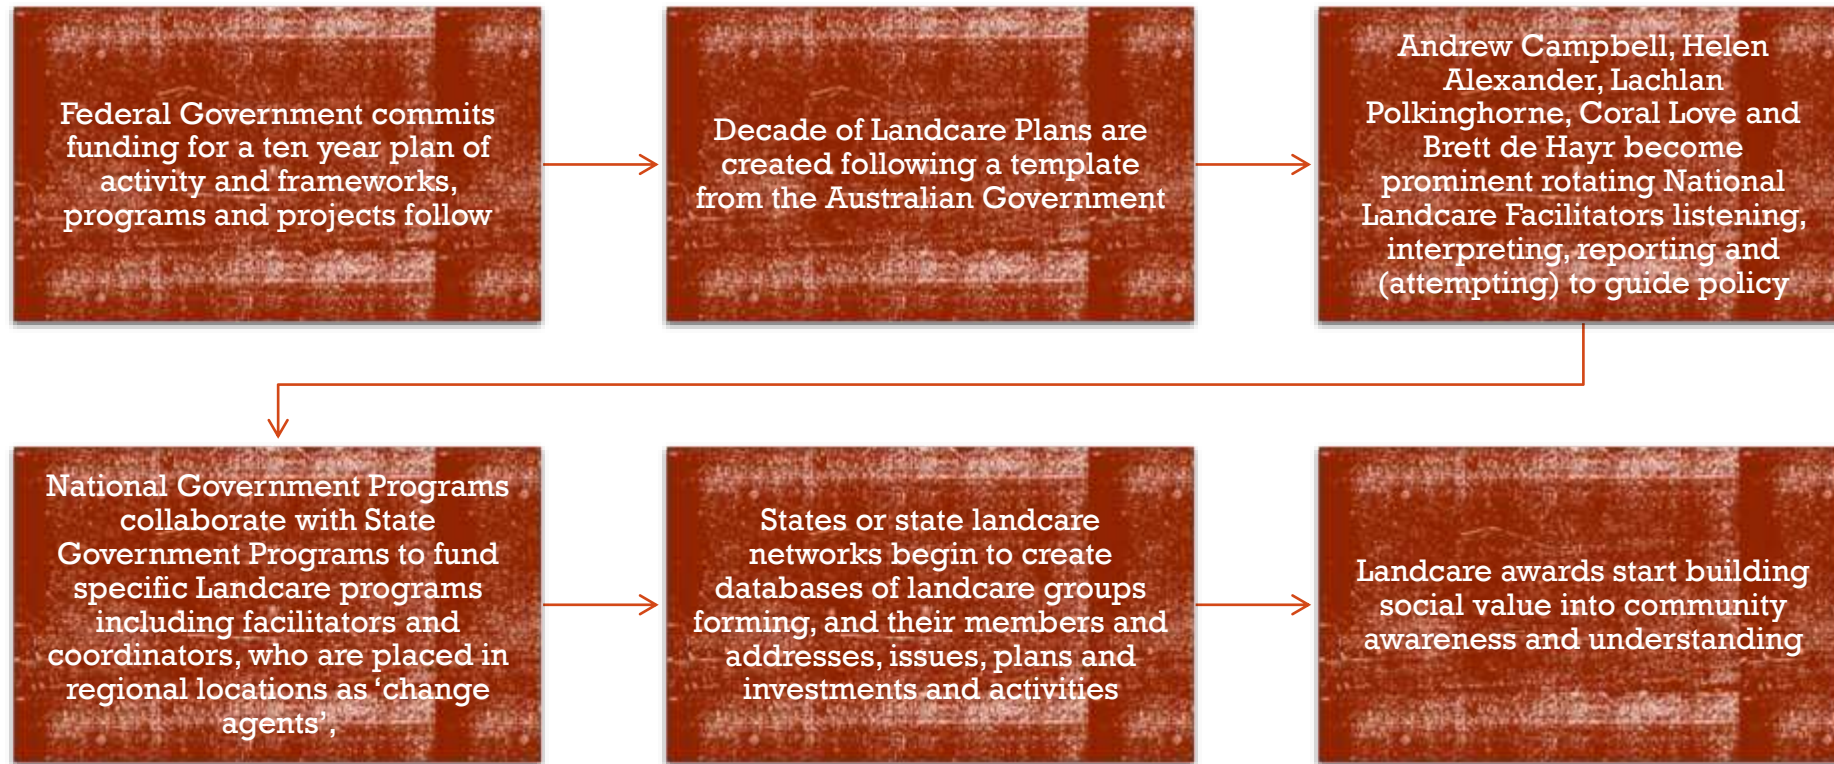 Federal Government commits
funding for a ten year plan of
activity and frameworks,
programs and projects follow
Decade of Landcare Plans are
created following a template
from the Australian Government
Andrew Campbell, Helen
Alexander, Lachlan
Polkinghorne, Coral Love and
Brett de Hayr become
prominent rotating National
Landcare Facilitators listening,
interpreting, reporting and
(attempting) to guide policy
National Government Programs
collaborate with State
Government Programs to fund
specific Landcare programs
including facilitators and
coordinators, who are placed in
regional locations as ‘change
agents’,
States or state landcare
networks begin to create
databases of landcare groups
forming, and their members and
addresses, issues, plans and
investments and activities
Landcare awards start building
social value into community
awareness and understanding